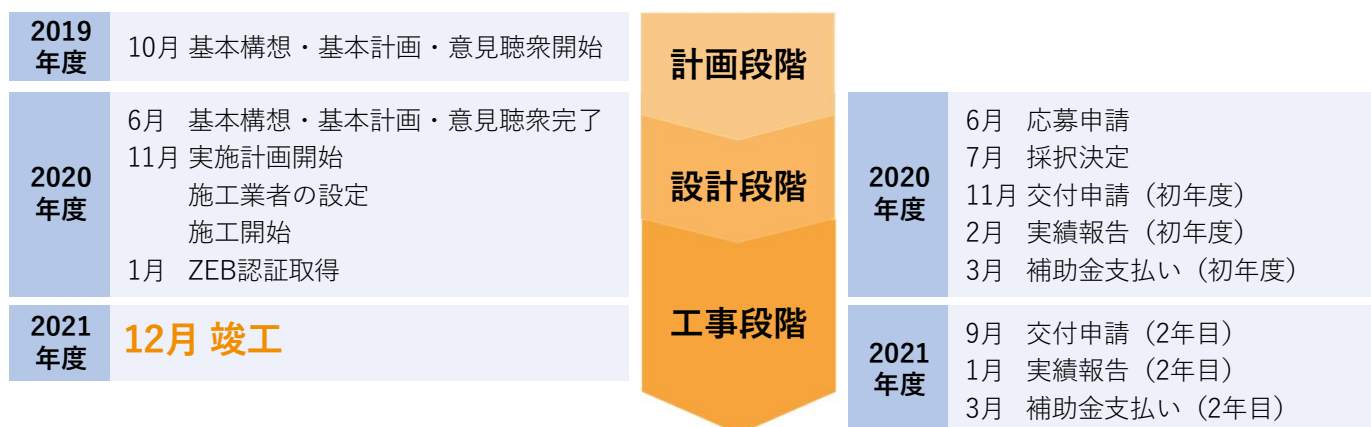 2019
年度
10月 基本構想・基本計画・意見聴衆開始
2020
年度
6月 基本構想・基本計画・意見聴衆完了
11月 実施計画開始
施工業者の設定
施工開始
1月 ZEB認証取得
2021
年度
12月 竣工
計画段階
設計段階
工事段階
2020
年度
6月 応募申請
7月 採択決定
11月 交付申請（初年度）
2月 実績報告（初年度）
3月 補助金支払い（初年度）
2021
年度
9月 交付申請（2年目）
1月 実績報告（2年目）
3月 補助金支払い（2年目）